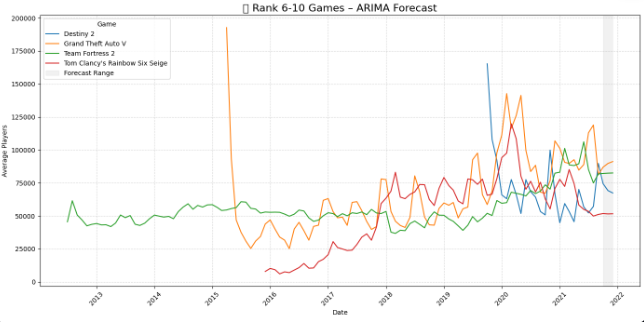 ▯ Rank 6-10 Games – ARIMA Forecast
Game
Destiny 2
Grand Theft Auto V
Team Fortress 2
Tom Clancy's Rainbow Six Seige
Forecast Range
Average Players
200000
175000
150000
125000
100000
75000
50000
25000
0
2013
2014
2015
2016
2017
2018
2019
2020
2021
2022
Date